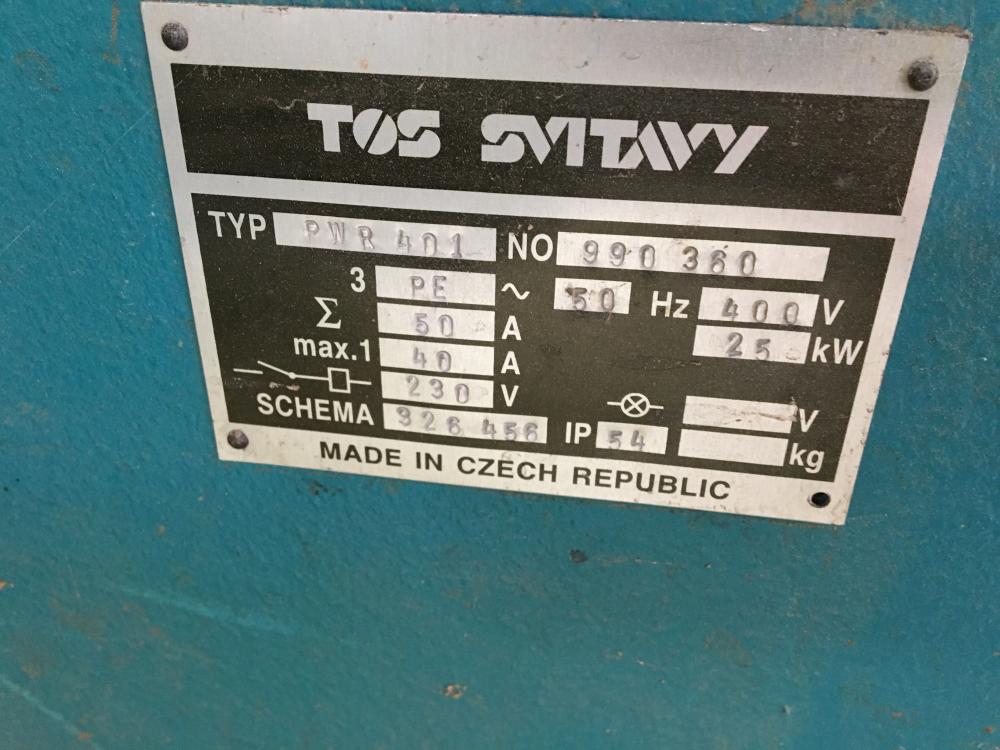 TOS SVITAVY
TYP PWR 401 NO 990 360
3 PE ~ 50 Hz 400 V
Σ 50 A 25 kW
max.1 40 A
230 V V
SCHEMA 326 456 IP 54 kg
MADE IN CZECH REPUBLIC